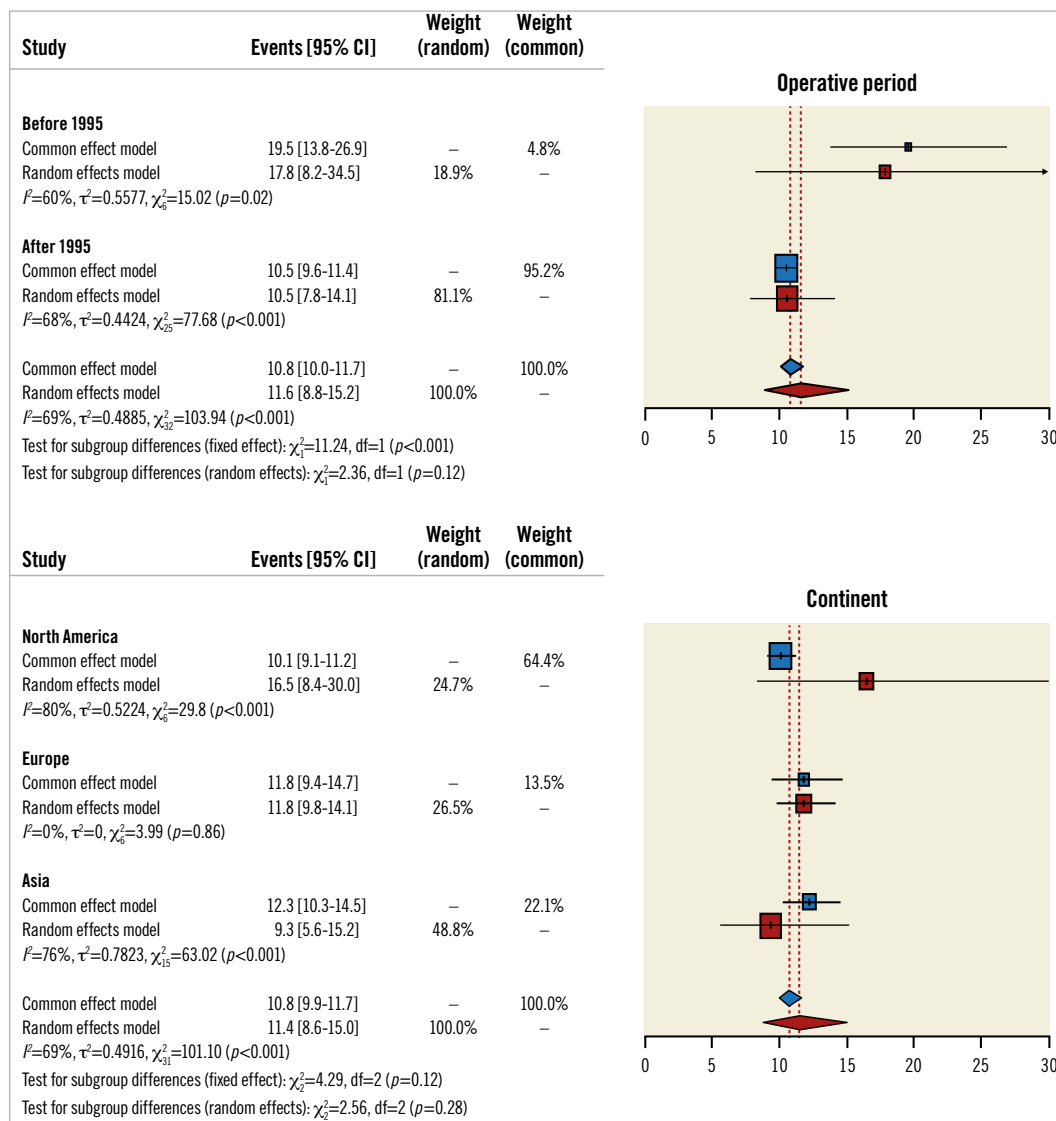 Study Events [95% CI] Weight (random) Weight (common)
Operative period
Before 1995
Common effect model 19.5 [13.8-26.9] – 4.8%
Random effects model 17.8 [8.2-34.5] 18.9% –
I²=60%, τ²=0.5577, χ²₆=15.02 (p=0.02)
After 1995
Common effect model 10.5 [9.6-11.4] – 95.2%
Random effects model 10.5 [7.8-14.1] 81.1% –
I²=68%, τ²=0.4424, χ²₂₅=77.68 (p<0.001)
Common effect model 10.8 [10.0-11.7] – 100.0%
Random effects model 11.6 [8.8-15.2] 100.0% –
I²=69%, τ²=0.4885, χ²₃₂=103.94 (p<0.001)
Test for subgroup differences (fixed effect): χ²₁=11.24, df=1 (p<0.001)
Test for subgroup differences (random effects): χ²₁=2.36, df=1 (p=0.12)
0 5 10 15 20 25 30
Study Events [95% CI] Weight (random) Weight (common)
Continent
North America
Common effect model 10.1 [9.1-11.2] – 64.4%
Random effects model 16.5 [8.4-30.0] 24.7% –
I²=80%, τ²=0.5224, χ²₆=29.8 (p<0.001)
Europe
Common effect model 11.8 [9.4-14.7] – 13.5%
Random effects model 11.8 [9.8-14.1] 26.5% –
I²=0%, τ²=0, χ²₆=3.99 (p=0.86)
Asia
Common effect model 12.3 [10.3-14.5] – 22.1%
Random effects model 9.3 [5.6-15.2] 48.8% –
I²=76%, τ²=0.7823, χ²₁₅=63.02 (p<0.001)
Common effect model 10.8 [9.9-11.7] – 100.0%
Random effects model 11.4 [8.6-15.0] 100.0% –
I²=69%, τ²=0.4916, χ²₃₁=101.10 (p<0.001)
Test for subgroup differences (fixed effect): χ²₂=4.29, df=2 (p=0.12)
Test for subgroup differences (random effects): χ²₂=2.56, df=2 (p=0.28)
0 5 10 15 20 25 30